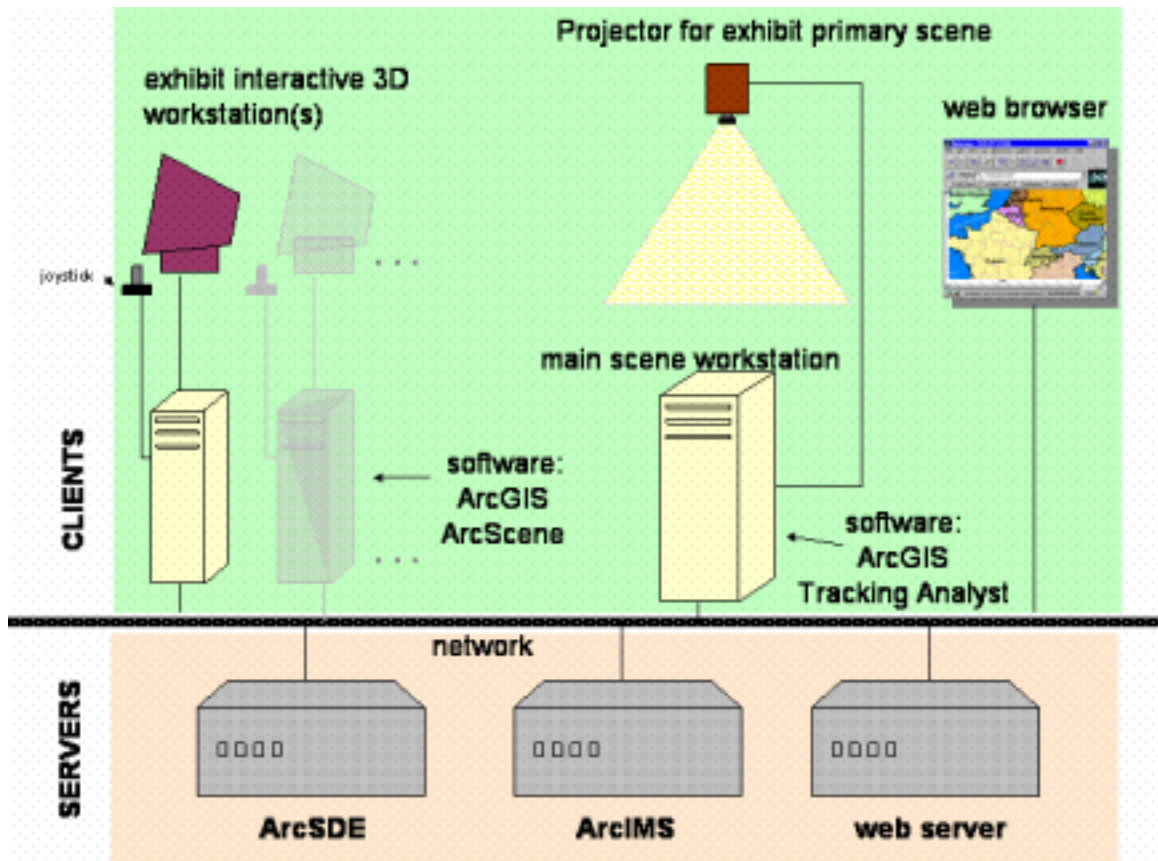 Projector for exhibit primary scene
exhibit interactive 3D
workstation(s)
web browser
joystick
main scene workstation
CLIENTS
software:
ArcGIS
ArcScene
software:
ArcGIS
Tracking Analyst
network
SERVERS
ArcSDE
ArcIMS
web server